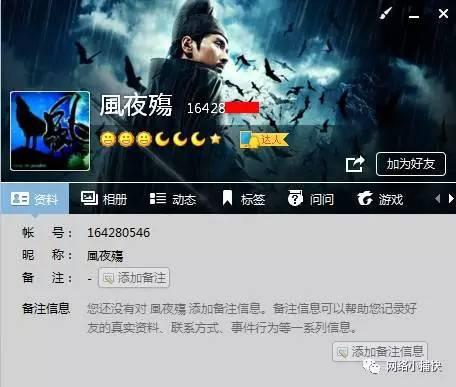 風夜殤 16428
达人
加为好友
资料 相册 动态 标签 问问 游戏
帐 号： 164280546
昵 称： 風夜殤
备 注： - 添加备注
备注信息 您还没有对 風夜殤 添加备注信息。备注信息可以帮助您记录好
友的真实资料、联系方式、事件行为等一系列信息。
添加备注信息
网络小捕快